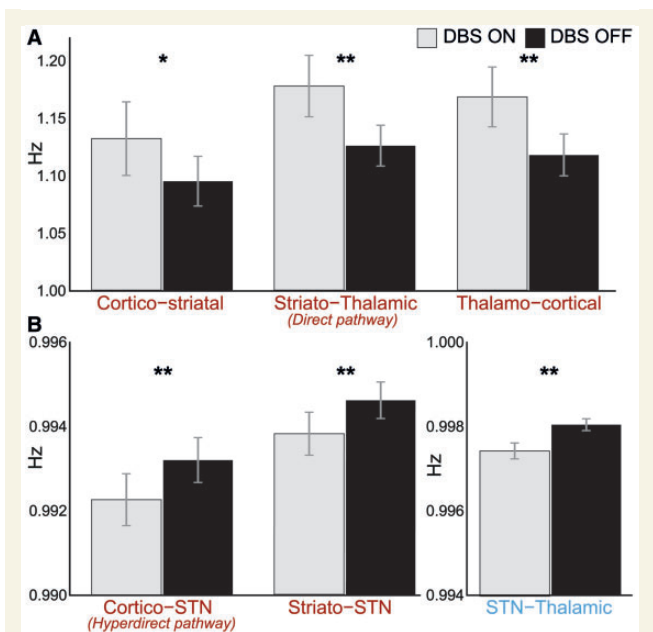 A
DBS ON DBS OFF
* ** **
1.20
1.15
1.10
1.05
1.00
Hz
Cortico−striatal Striato−Thalamic Thalamo−cortical
(Direct pathway)
B
** ** **
0.996
0.994
0.992
0.990
Hz
1.000
0.998
0.996
0.994
Hz
Cortico−STN Striato−STN STN−Thalamic
(Hyperdirect pathway)